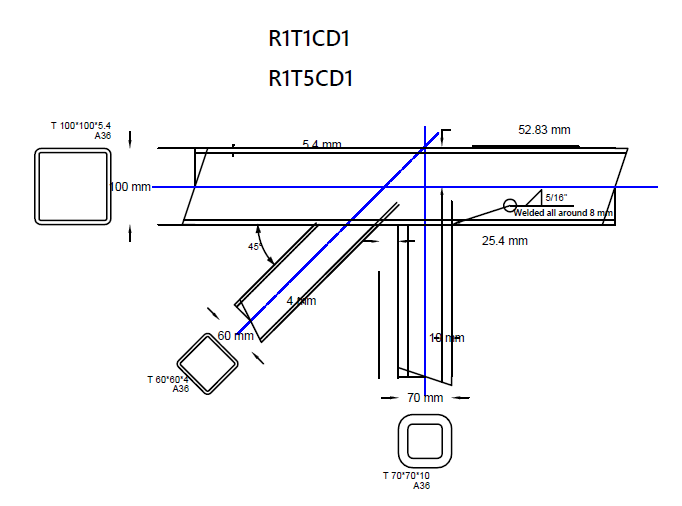 R1T1CD1
R1T5CD1
T 100*100*5.4
A36
52.83 mm
5.4 mm
100 mm
5/16"
Welded all around 8 mm
45°
25.4 mm
4 mm
60 mm
10 mm
T 60*60*4
A36
70 mm
T 70*70*10
A36